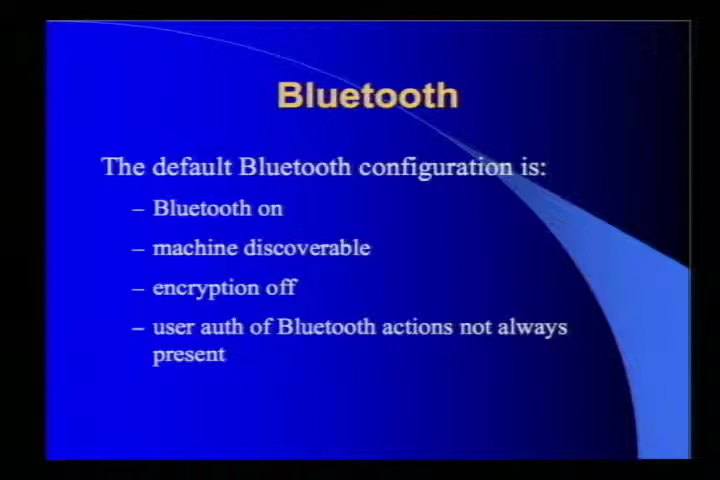 Bluetooth
The default Bluetooth configuration is:
– Bluetooth on
– machine discoverable
– encryption off
– user auth of Bluetooth actions not always
present